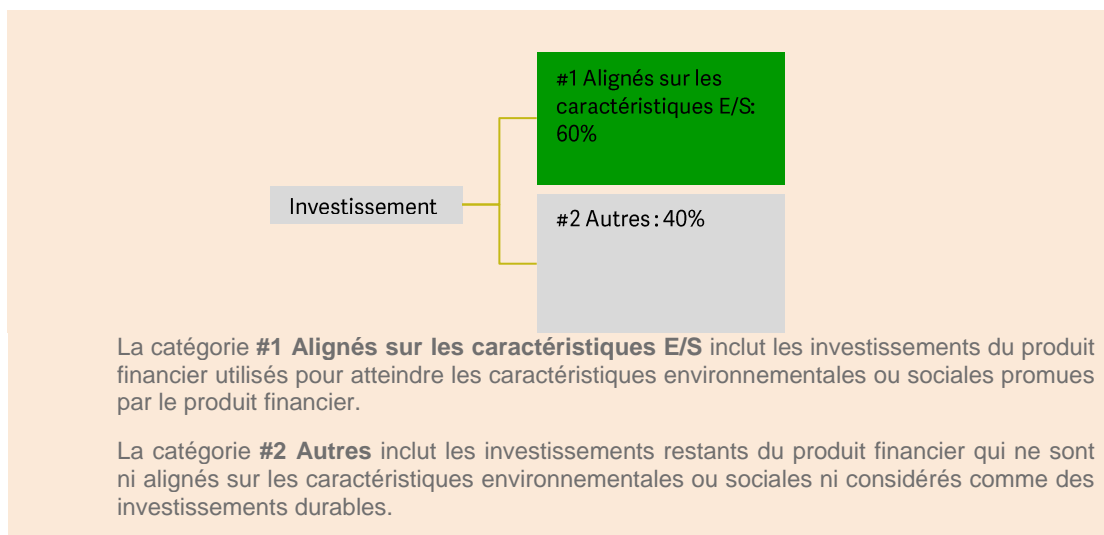 #1 Alignés sur les
caractéristiques E/S:
60%
Investissement
#2 Autres : 40%
La catégorie #1 Alignés sur les caractéristiques E/S inclut les investissements du produit
financier utilisés pour atteindre les caractéristiques environnementales ou sociales promues
par le produit financier.
La catégorie #2 Autres inclut les investissements restants du produit financier qui ne sont
ni alignés sur les caractéristiques environnementales ou sociales ni considérés comme des
investissements durables.